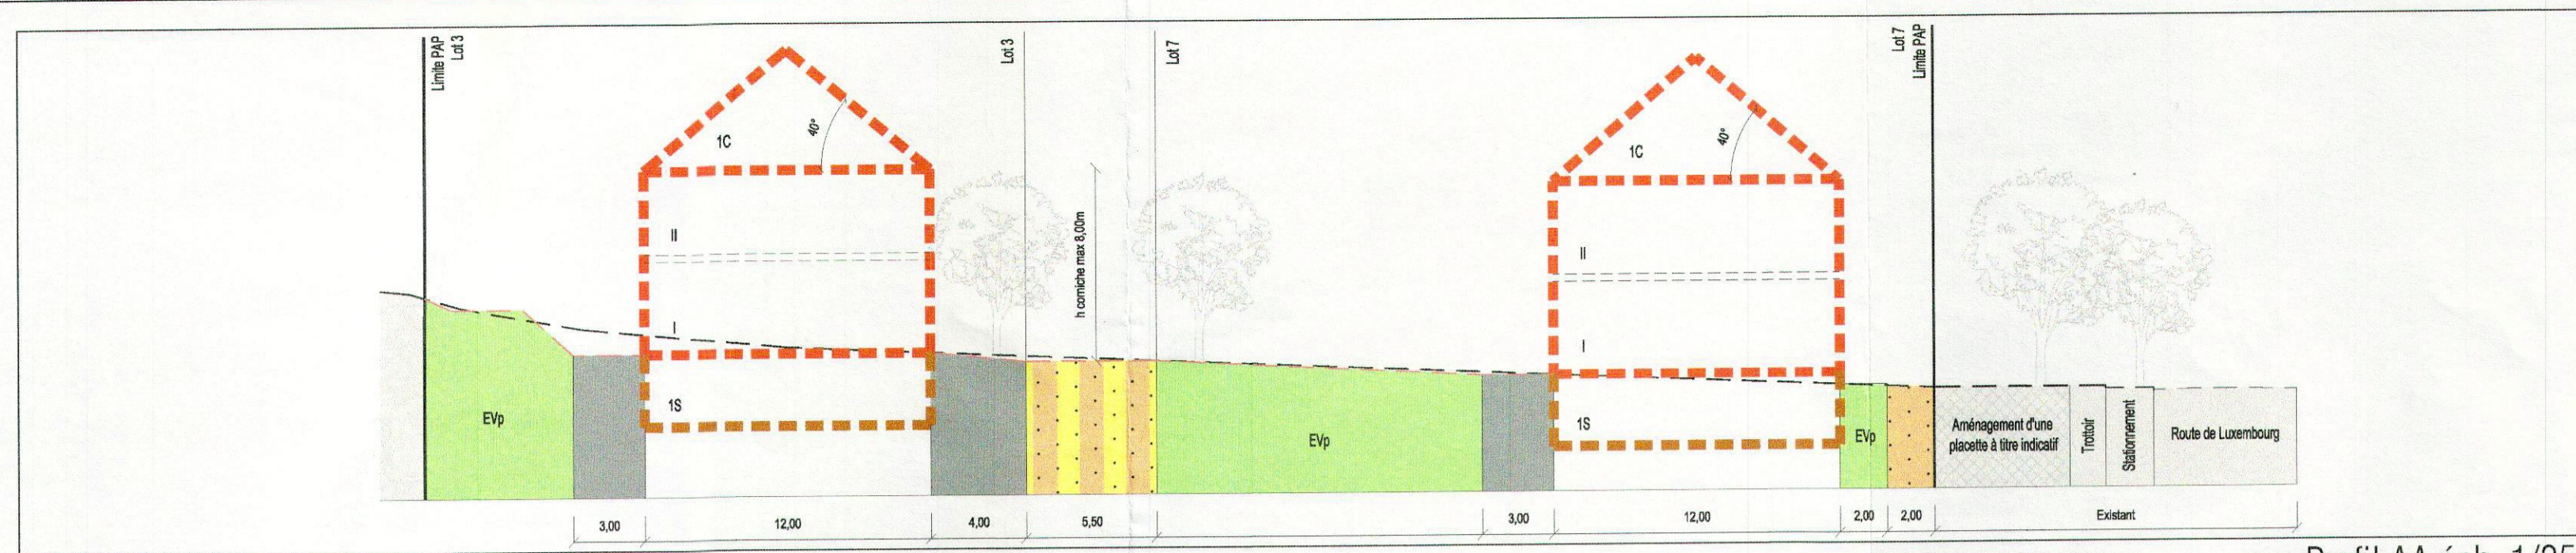 Limite PAP
Lot 3
Lot 3
Lot 7
Lot 7
Limite PAP
1C
40°
1C
40°
II
I
1S
h corniche max 8,00m
II
I
1S
EVp
EVp
EVp
Aménagement d'une
placette à titre indicatif
Trottoir
Stationnement
Route de Luxembourg
3,00
12,00
4,00
5,50
3,00
12,00
2,00
2,00
Existant